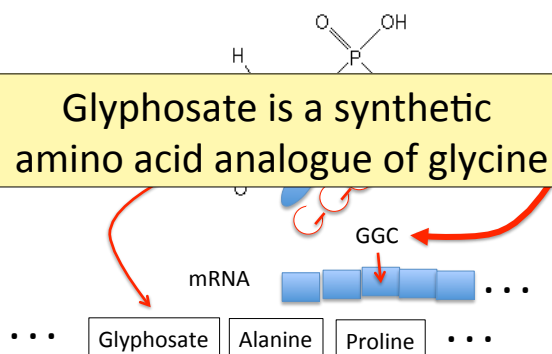 O
OH
P
H
Glyphosate is a synthetic
amino acid analogue of glycine
GGC
mRNA
...
... Glyphosate Alanine Proline ...